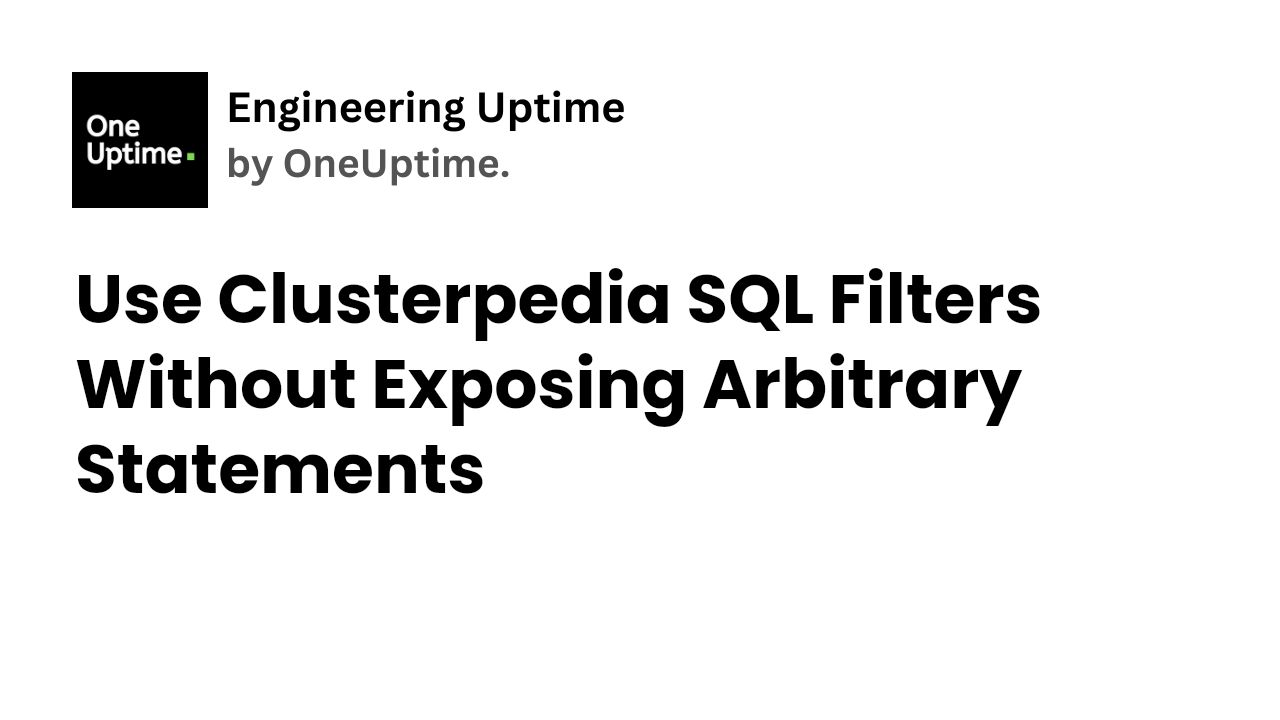 One
Uptime.
Engineering Uptime
by OneUptime.
Use Clusterpedia SQL Filters
Without Exposing Arbitrary
Statements